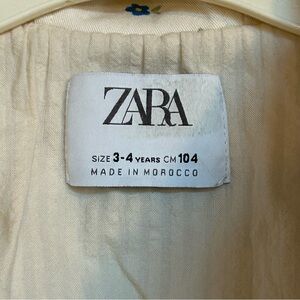 ZARA
SIZE 3-4 YEARS CM 104
MADE IN MOROCCO